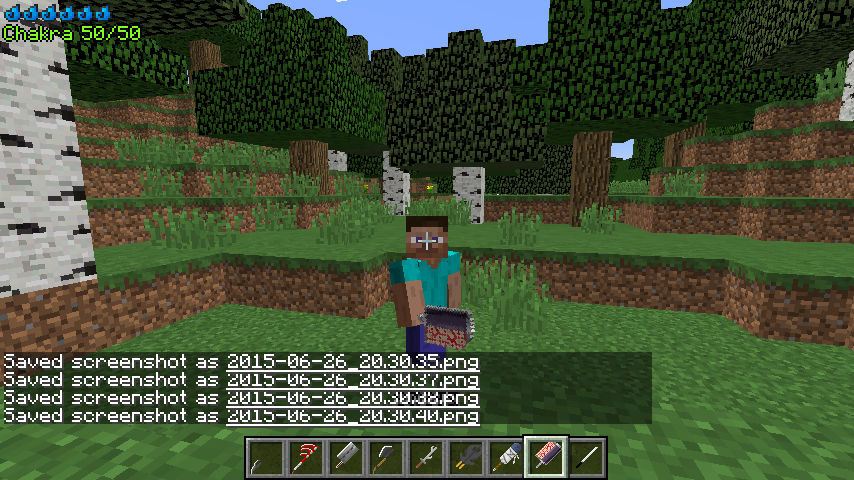 Chakra 50/50
Saved screenshot as 2015-06-26_20.30.35.png
Saved screenshot as 2015-06-26_20.30.37.png
Saved screenshot as 2015-06-26_20.30.38.png
Saved screenshot as 2015-06-26_20.30.40.png